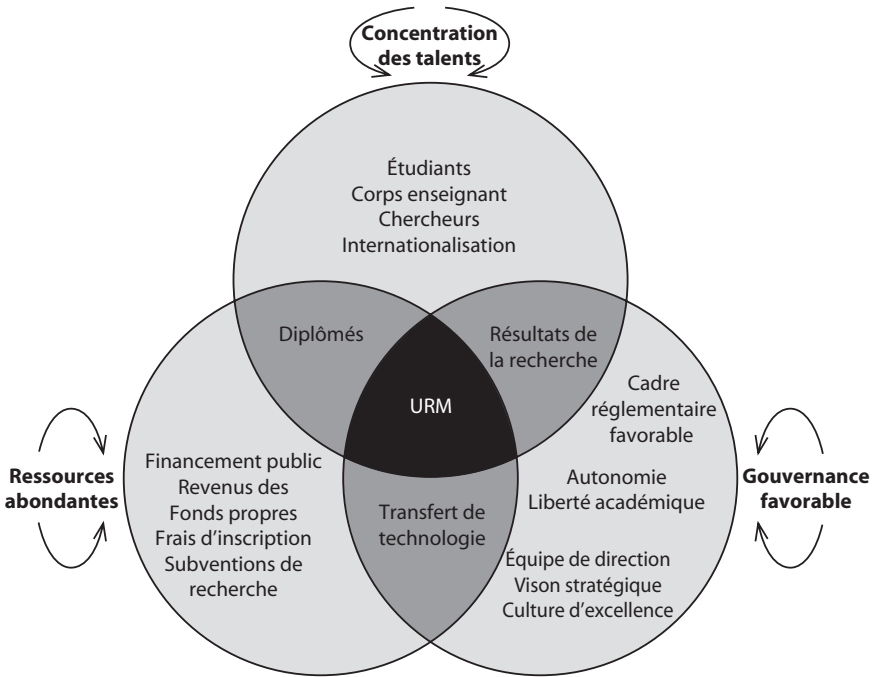 Concentration
des talents
Étudiants
Corps enseignant
Chercheurs
Internationalisation
Diplômés
Résultats de
la recherche
URM
Cadre
réglementaire
favorable
Ressources
abondantes
Financement public
Revenus des
Fonds propres
Frais d'inscription
Subventions de
recherche
Transfert de
technologie
Autonomie
Liberté académique
Équipe de direction
Vison stratégique
Culture d'excellence
Gouvernance
favorable